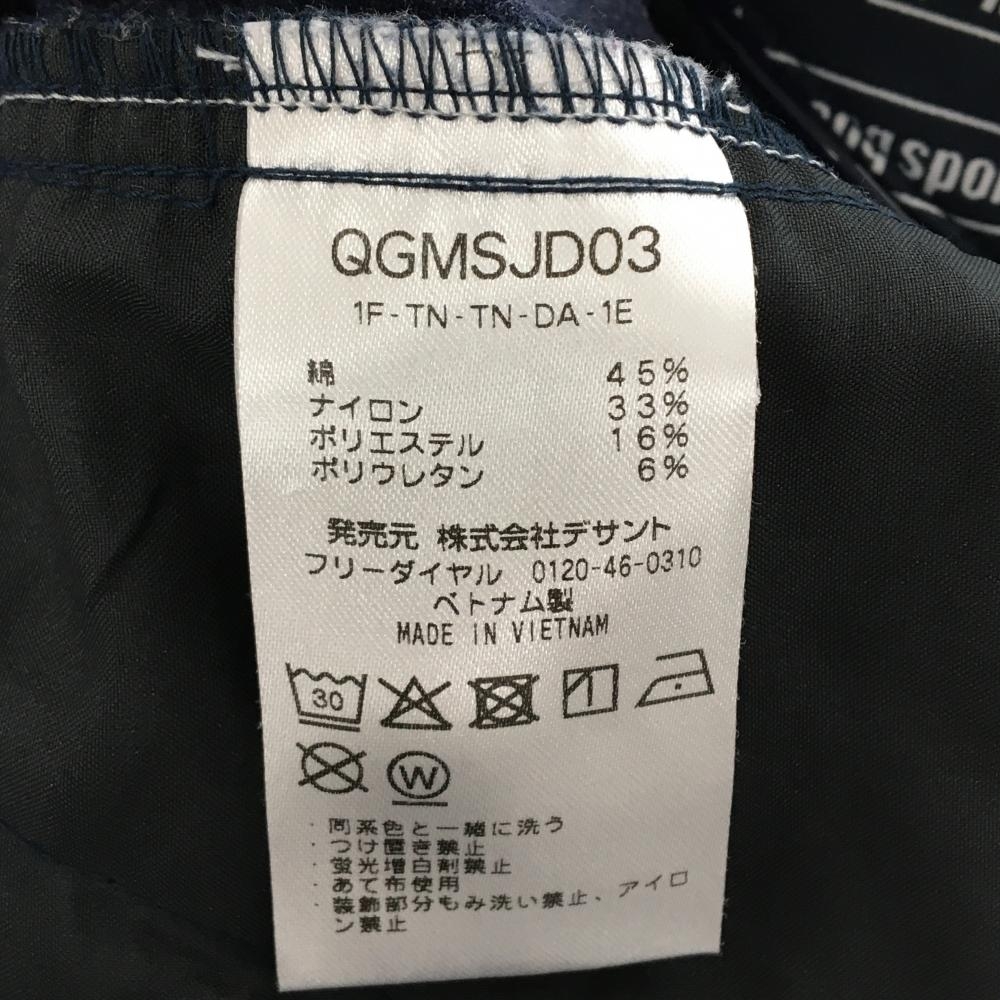 ods bou
QGMSJD03
1F-TN-TN-DA-1E
綿 45%
ナイロン 33%
ポリエステル 16%
ポリウレタン 6%
発売元 株式会社デサント
フリーダイヤル 0120-46-0310
ベトナム製
MADE IN VIETNAM
30
W
・同系色と一緒に洗う
・つけ置き禁止
・蛍光増白剤禁止
・あて布使用
・装飾部分もみ洗い禁止、アイロ
ン禁止